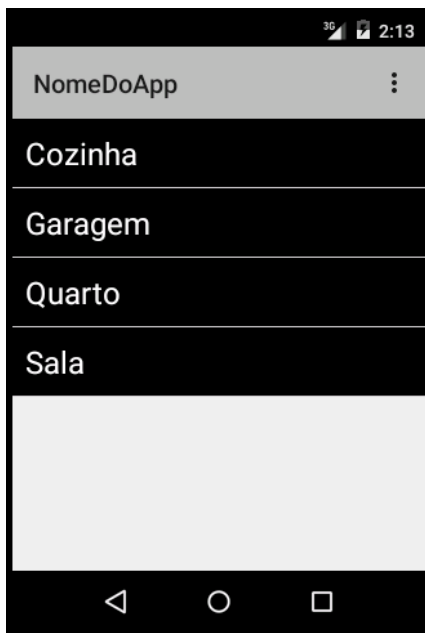 3G 2:13
NomeDoApp
Cozinha
Garagem
Quarto
Sala